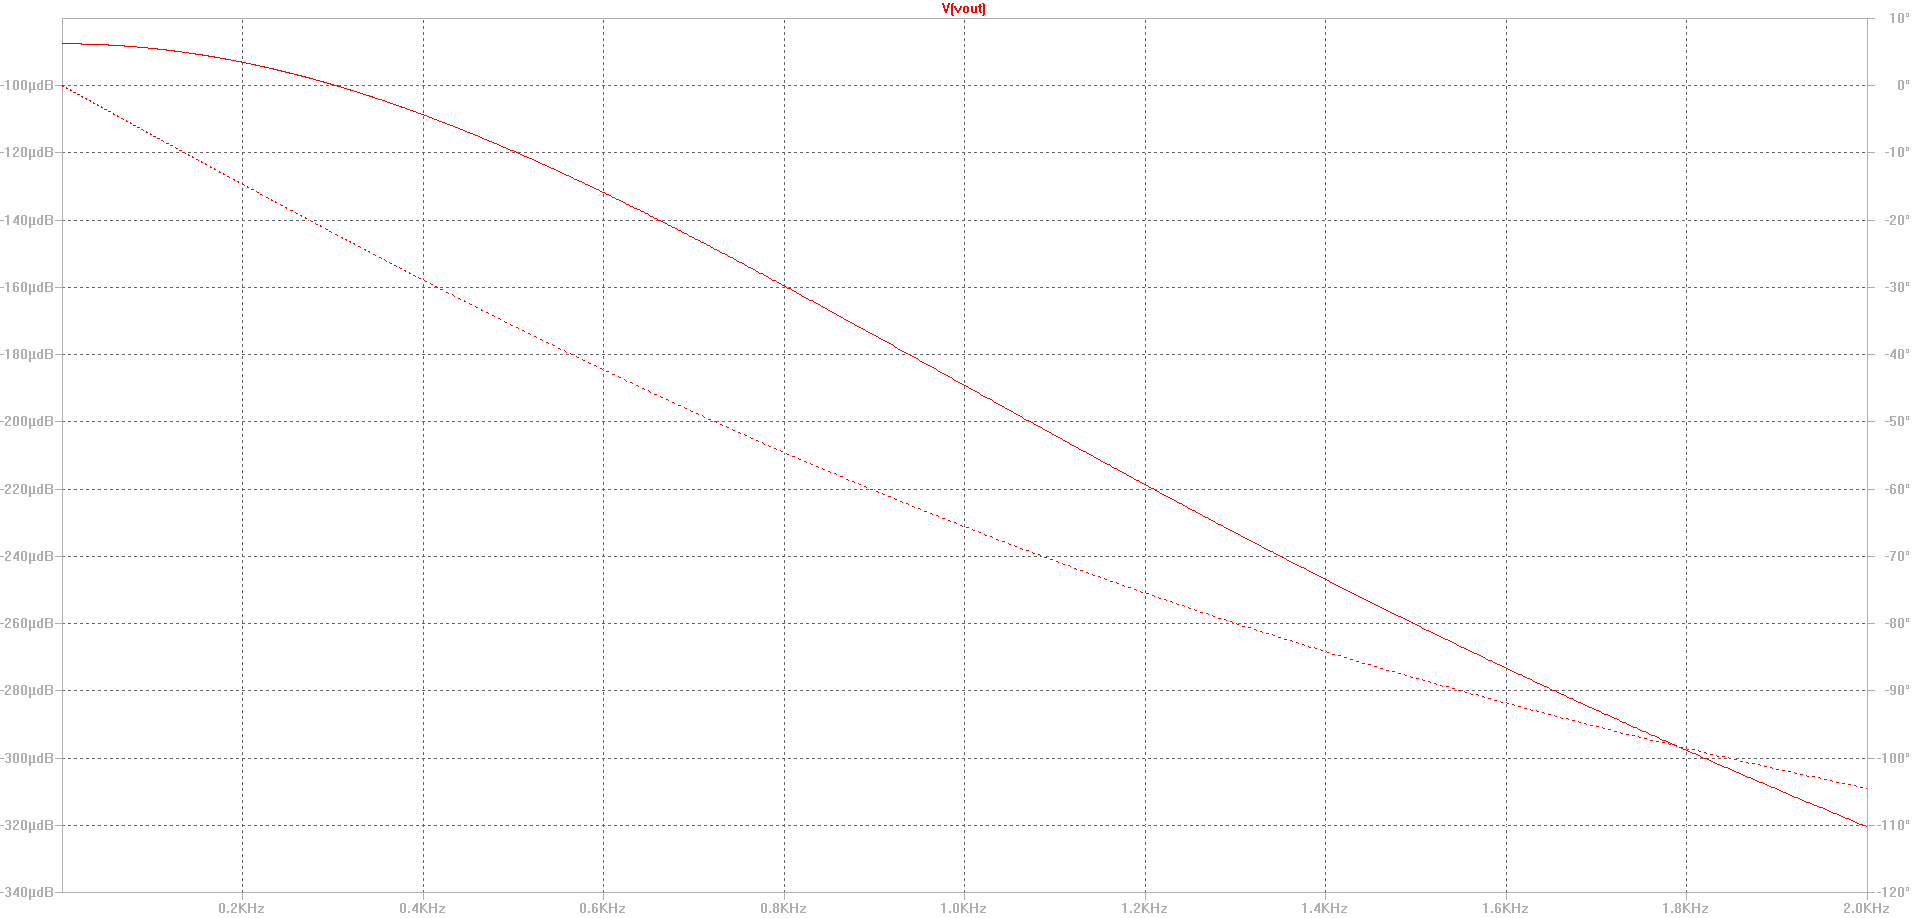 V(vout)
-100µdB
-120µdB
-140µdB
-160µdB
-180µdB
-200µdB
-220µdB
-240µdB
-260µdB
-280µdB
-300µdB
-320µdB
-340µdB
10°
0°
-10°
-20°
-30°
-40°
-50°
-60°
-70°
-80°
-90°
-100°
-110°
-120°
0.2KHz 0.4KHz 0.6KHz 0.8KHz 1.0KHz 1.2KHz 1.4KHz 1.6KHz 1.8KHz 2.0KHz